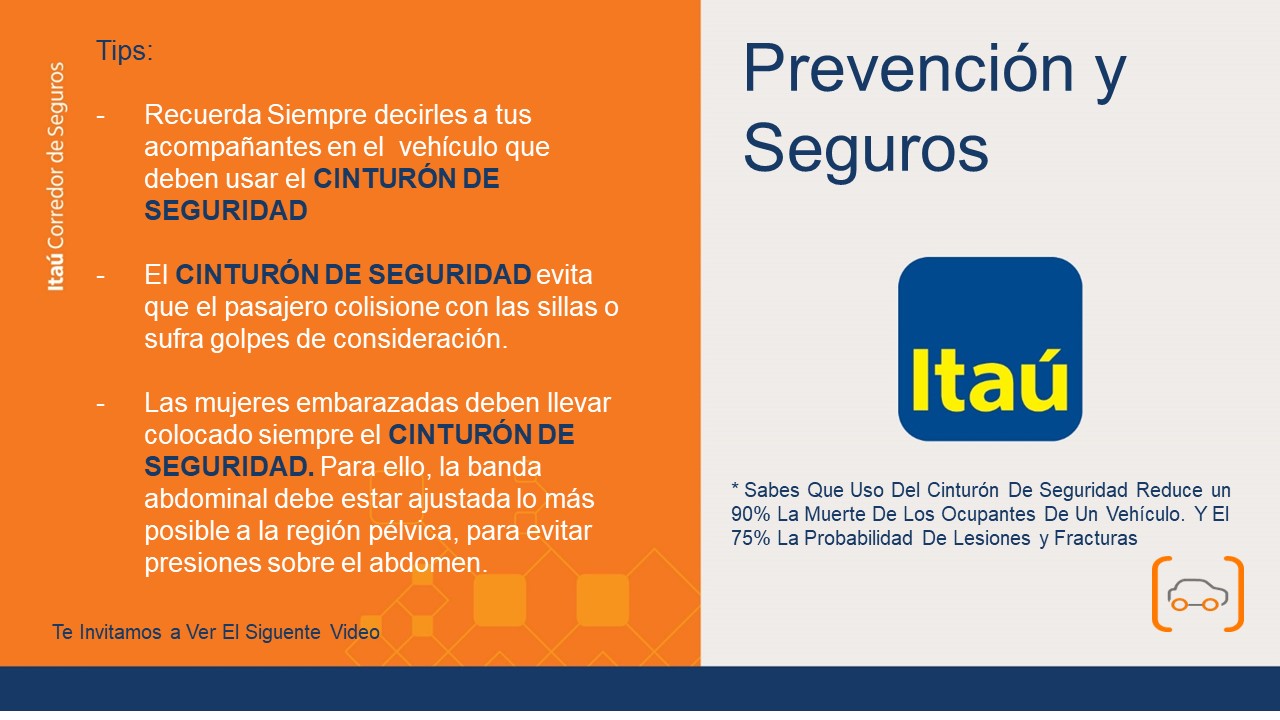 Itaú Corredor de Seguros
Tips:
- Recuerda Siempre decirles a tus
acompañantes en el vehículo que
deben usar el CINTURÓN DE
SEGURIDAD
- El CINTURÓN DE SEGURIDAD evita
que el pasajero colisione con las sillas o
sufra golpes de consideración.
- Las mujeres embarazadas deben llevar
colocado siempre el CINTURÓN DE
SEGURIDAD. Para ello, la banda
abdominal debe estar ajustada lo más
posible a la región pélvica, para evitar
presiones sobre el abdomen.
Te Invitamos a Ver El Siguente Video
Prevención y
Seguros
Itaú
* Sabes Que Uso Del Cinturón De Seguridad Reduce un
90% La Muerte De Los Ocupantes De Un Vehículo. Y El
75% La Probabilidad De Lesiones y Fracturas